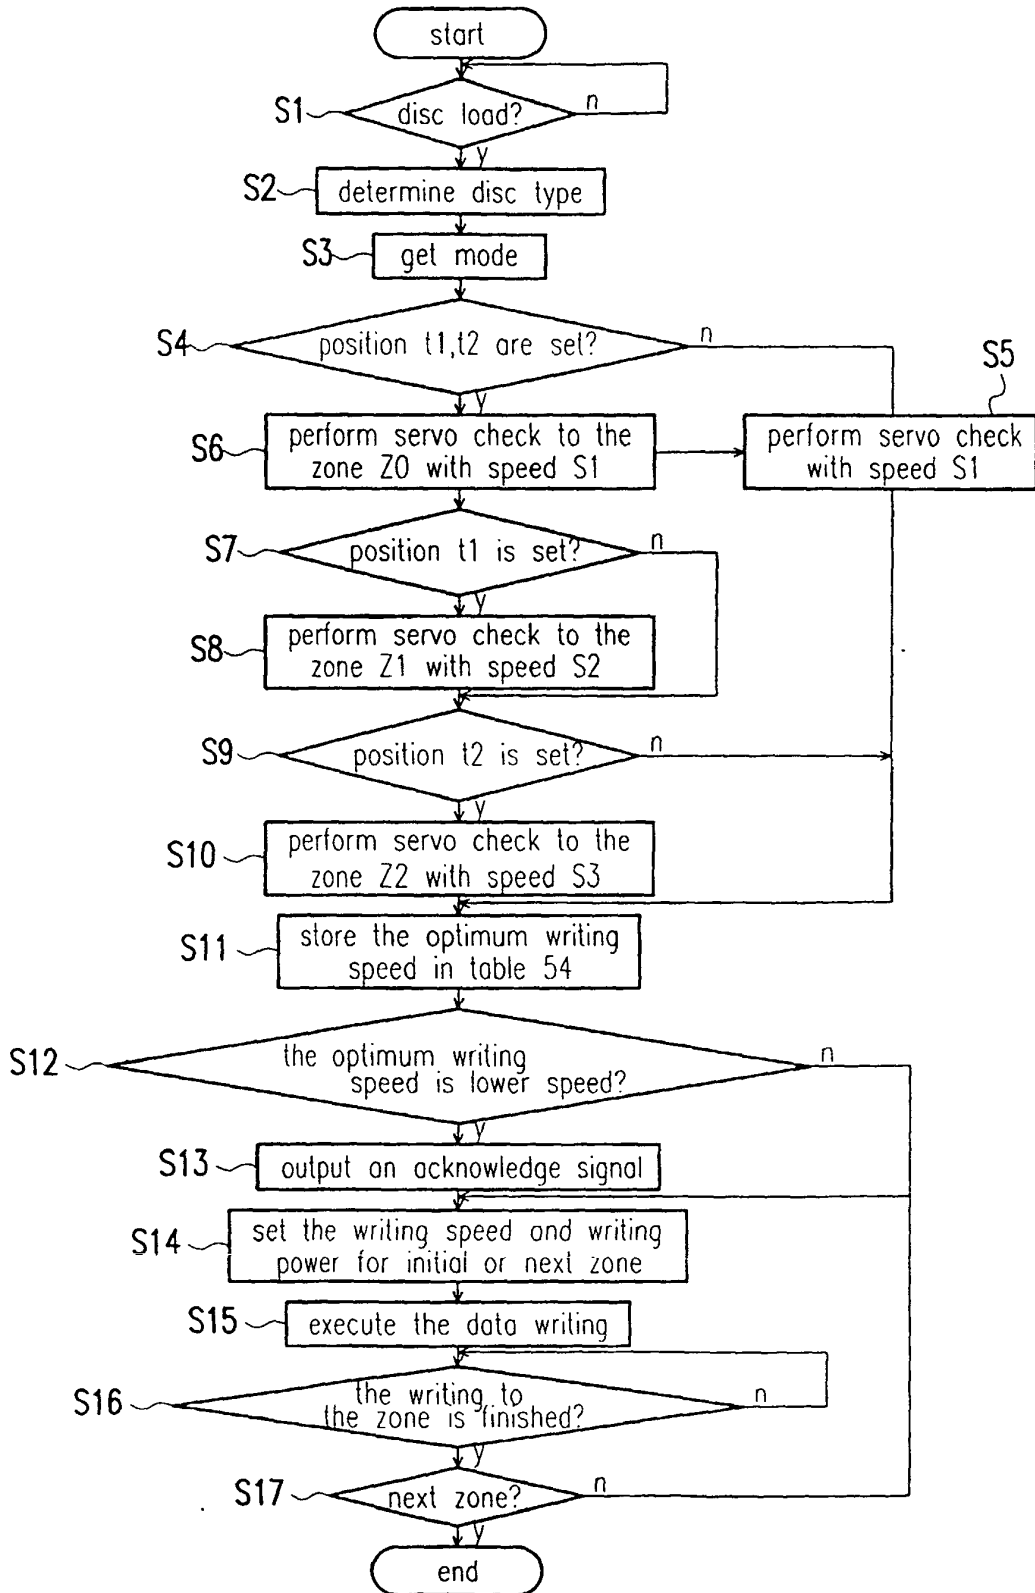 start
S1
disc load?
n
y
S2
determine disc type
S3
get mode
S4
position t1,t2 are set?
n
y
S5
perform servo check
with speed S1
S6
perform servo check to the
zone Z0 with speed S1
S7
position t1 is set?
n
y
S8
perform servo check to the
zone Z1 with speed S2
S9
position t2 is set?
n
y
S10
perform servo check to the
zone Z2 with speed S3
S11
store the optimum writing
speed in table 54
S12
the optimum writing
speed is lower speed?
n
y
S13
output an acknowledge signal
S14
set the writing speed and writing
power for initial or next zone
S15
execute the data writing
S16
the writing to
the zone is finished?
n
y
S17
next zone?
n
y
end